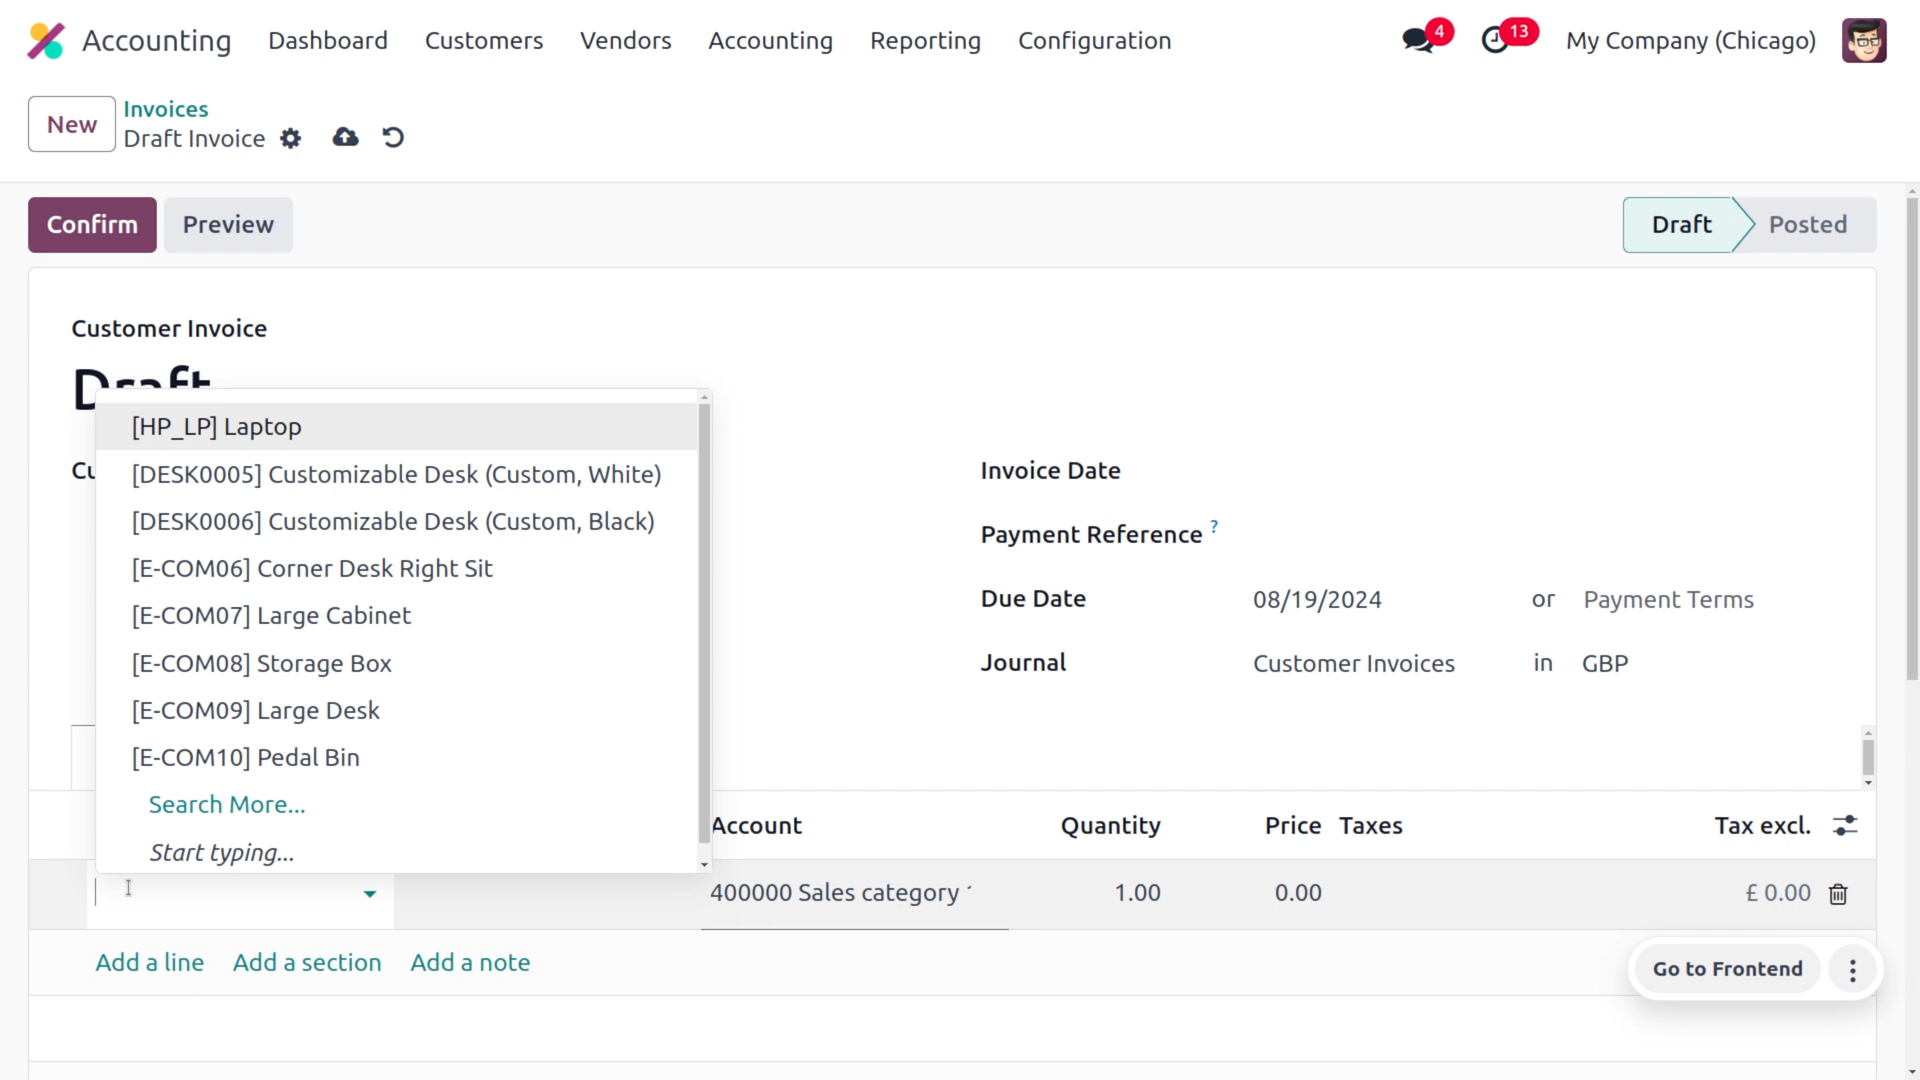 Accounting Dashboard Customers Vendors Accounting Reporting Configuration 4 13 My Company (Chicago)
New Invoices
Draft Invoice
Confirm Preview Draft Posted
Customer Invoice
Draft
[HP_LP] Laptop
[DESK0005] Customizable Desk (Custom, White)
[DESK0006] Customizable Desk (Custom, Black)
[E-COM06] Corner Desk Right Sit
[E-COM07] Large Cabinet
[E-COM08] Storage Box
[E-COM09] Large Desk
[E-COM10] Pedal Bin
Search More...
Start typing...
Cu
Invoice Date
Payment Reference ?
Due Date 08/19/2024 or Payment Terms
Journal Customer Invoices in GBP
Account Quantity Price Taxes Tax excl.
400000 Sales category 1.00 0.00 £ 0.00
Add a line Add a section Add a note
Go to Frontend